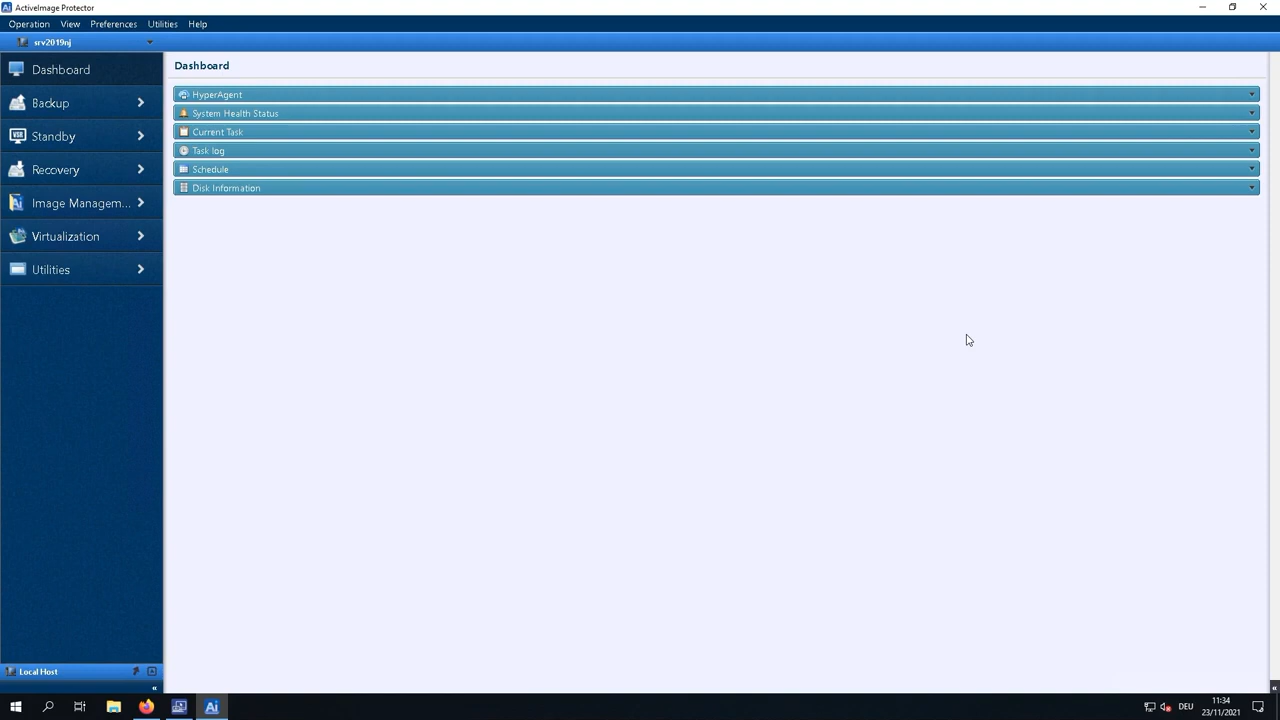 ActiveImage Protector
Operation View Preferences Utilities Help
srv2019nj
Dashboard
Backup
Standby
Recovery
Image Managem...
Virtualization
Utilities
Dashboard
HyperAgent
System Health Status
Current Task
Task log
Schedule
Disk Information
Local Host
DEU
11:34
23/11/2021